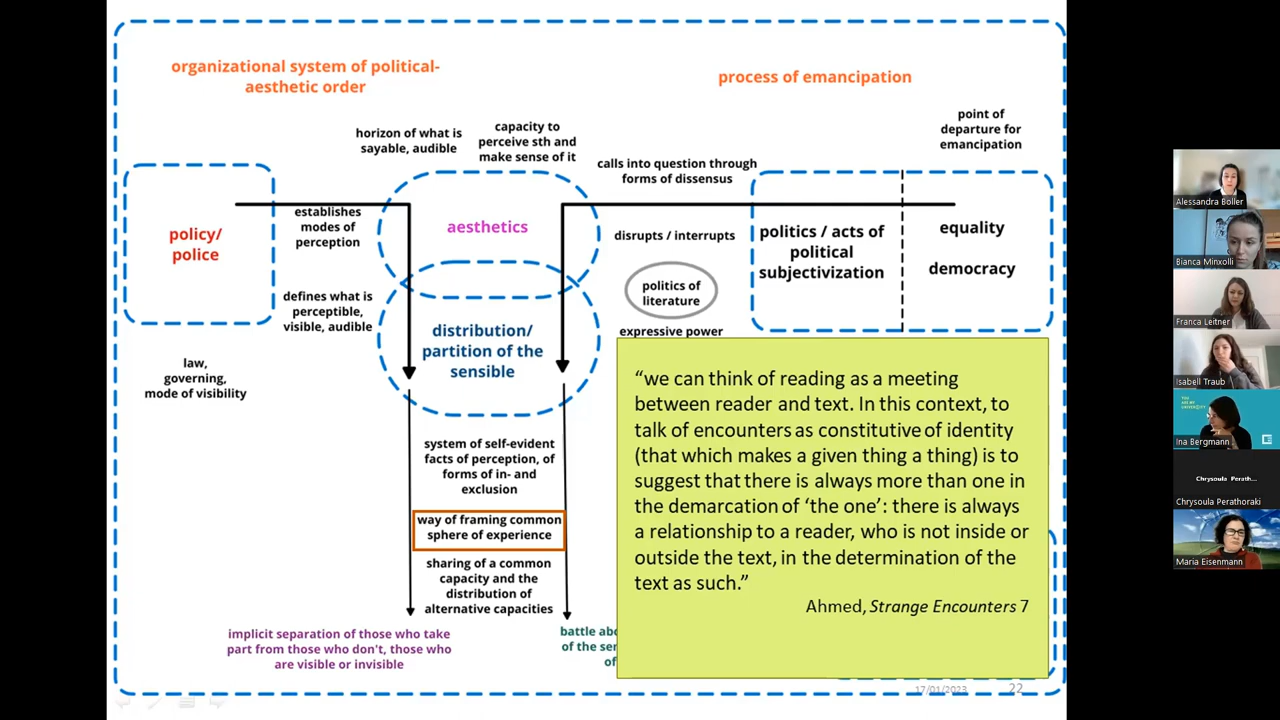 organizational system of political-
aesthetic order
process of emancipation
point of
departure for
emancipation
horizon of what is
sayable, audible
capacity to
perceive sth and
make sense of it
calls into question through
forms of dissensus
policy/
police
establishes
modes of
perception
aesthetics
disrupts / interrupts
politics / acts of
political
subjectivization
equality
democracy
politics of
literature
defines what is
perceptible,
visible, audible
expressive power
distribution/
partition of the
sensible
law,
governing,
mode of visibility
system of self-evident
facts of perception, of
forms of in- and
exclusion
way of framing common
sphere of experience
sharing of a common
capacity and the
distribution of
alternative capacities
implicit separation of those who take
part from those who don't, those who
are visible or invisible
battle
of the
of
“we can think of reading as a meeting
between reader and text. In this context, to
talk of encounters as constitutive of identity
(that which makes a given thing a thing) is to
suggest that there is always more than one in
the demarcation of ‘the one’: there is always
a relationship to a reader, who is not inside or
outside the text, in the determination of the
text as such.”
Ahmed, Strange Encounters 7
17/01/2023
22
Alessandra Boller
Bianca Minxolli
Franca Leitner
Isabell Traub
Ina Bergmann
Chrysoula Perath...
Chrysoula Perathoraki
Maria Eisenmann